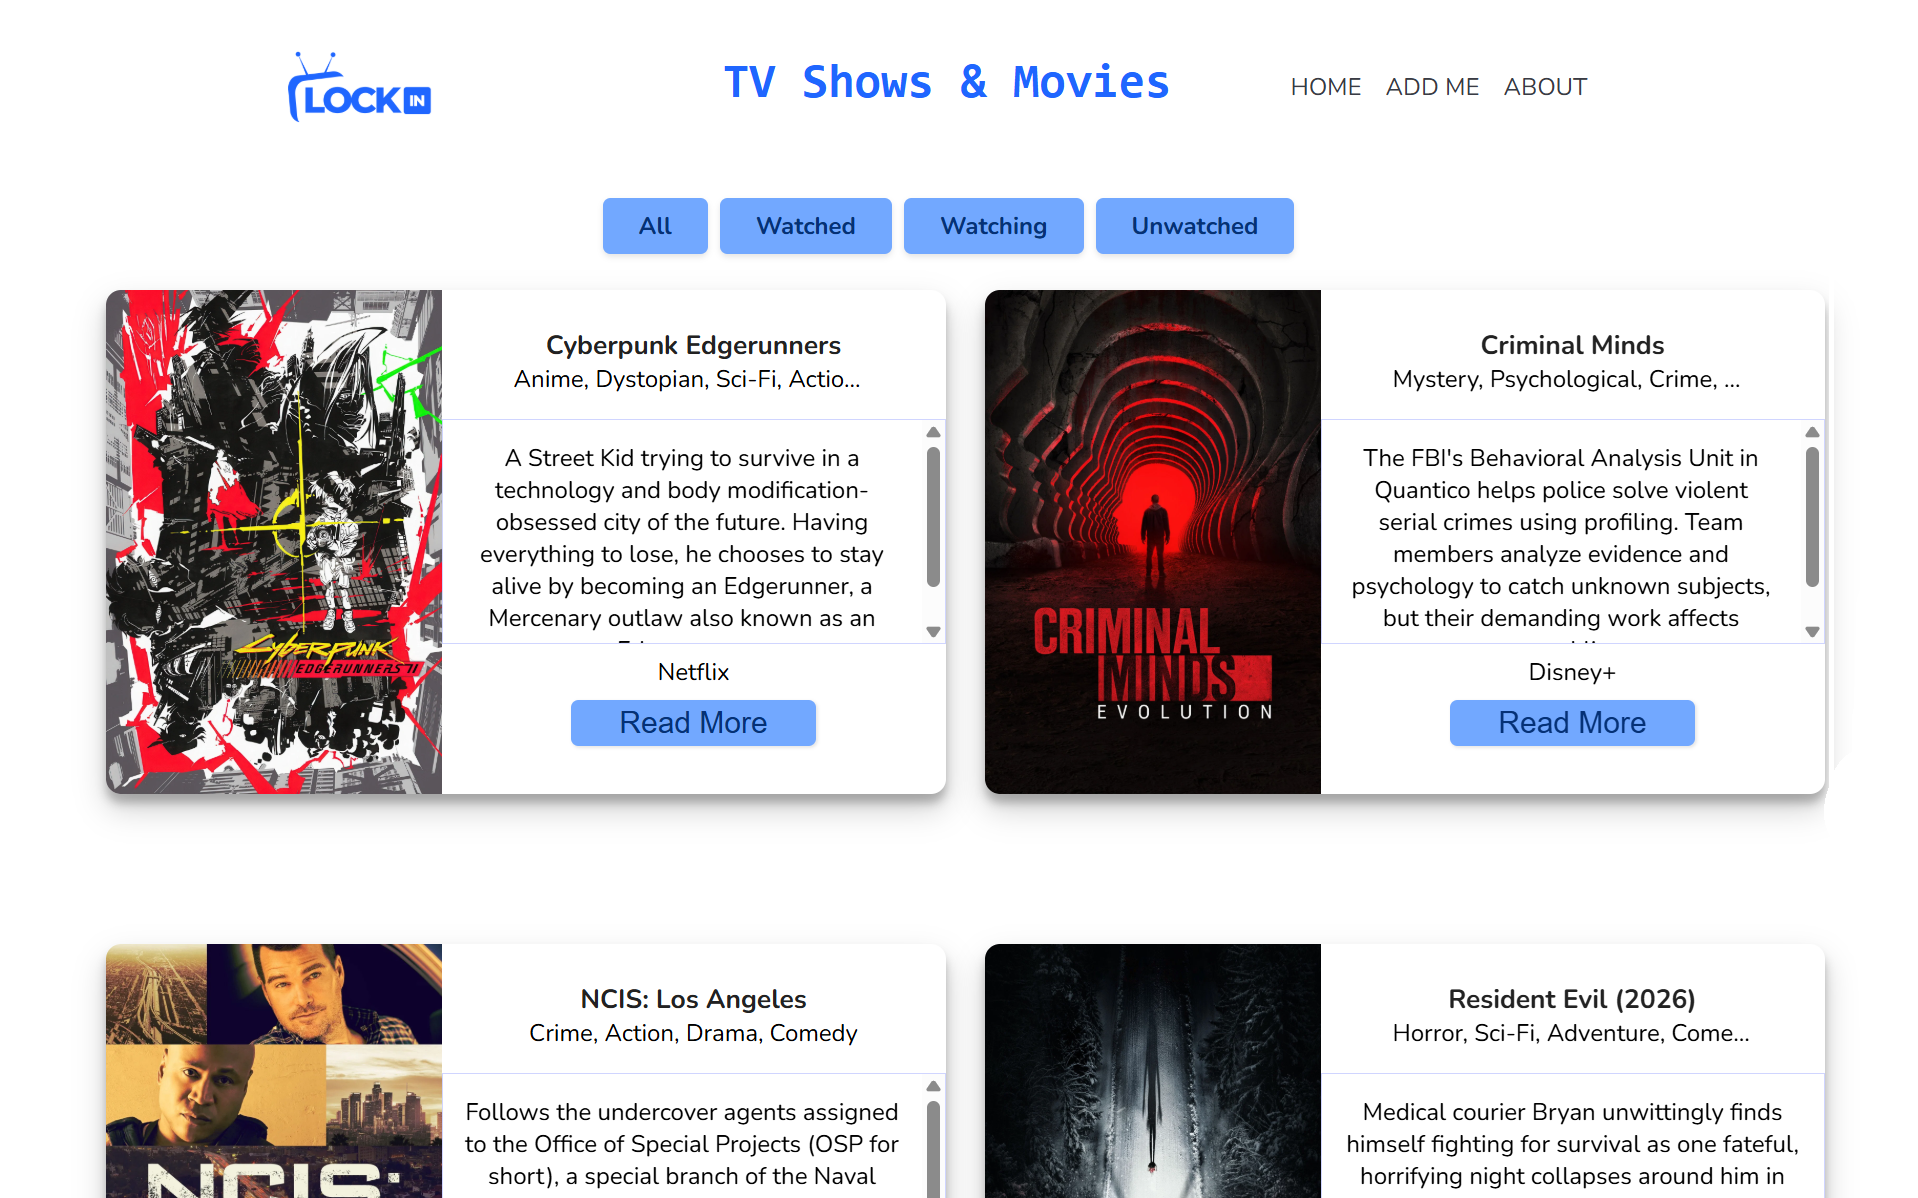 LOCK IN
TV Shows & Movies
HOME ADD ME ABOUT
All Watched Watching Unwatched
Cyberpunk Edgerunners
Anime, Dystopian, Sci-Fi, Actio...
A Street Kid trying to survive in a
technology and body modification-
obsessed city of the future. Having
everything to lose, he chooses to stay
alive by becoming an Edgerunner, a
Mercenary outlaw also known as an
Netflix
Read More
Cyberpunk
EDGERUNNERS
Criminal Minds
Mystery, Psychological, Crime, ...
The FBI's Behavioral Analysis Unit in
Quantico helps police solve violent
serial crimes using profiling. Team
members analyze evidence and
psychology to catch unknown subjects,
but their demanding work affects
Disney+
Read More
CRIMINAL
MINDS
EVOLUTION
NCIS: Los Angeles
Crime, Action, Drama, Comedy
Follows the undercover agents assigned
to the Office of Special Projects (OSP for
short), a special branch of the Naval
NCIS:
Resident Evil (2026)
Horror, Sci-Fi, Adventure, Come...
Medical courier Bryan unwittingly finds
himself fighting for survival as one fateful,
horrifying night collapses around him in